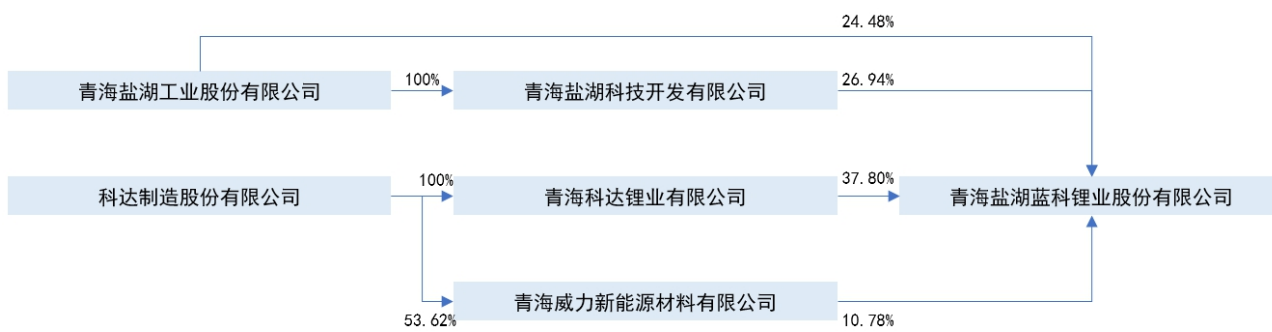 24.48%
青海盐湖工业股份有限公司
100%
青海盐湖科技开发有限公司
26.94%
科达制造股份有限公司
100%
青海科达锂业有限公司
37.80%
青海盐湖蓝科锂业股份有限公司
53.62%
青海威力新能源材料有限公司
10.78%